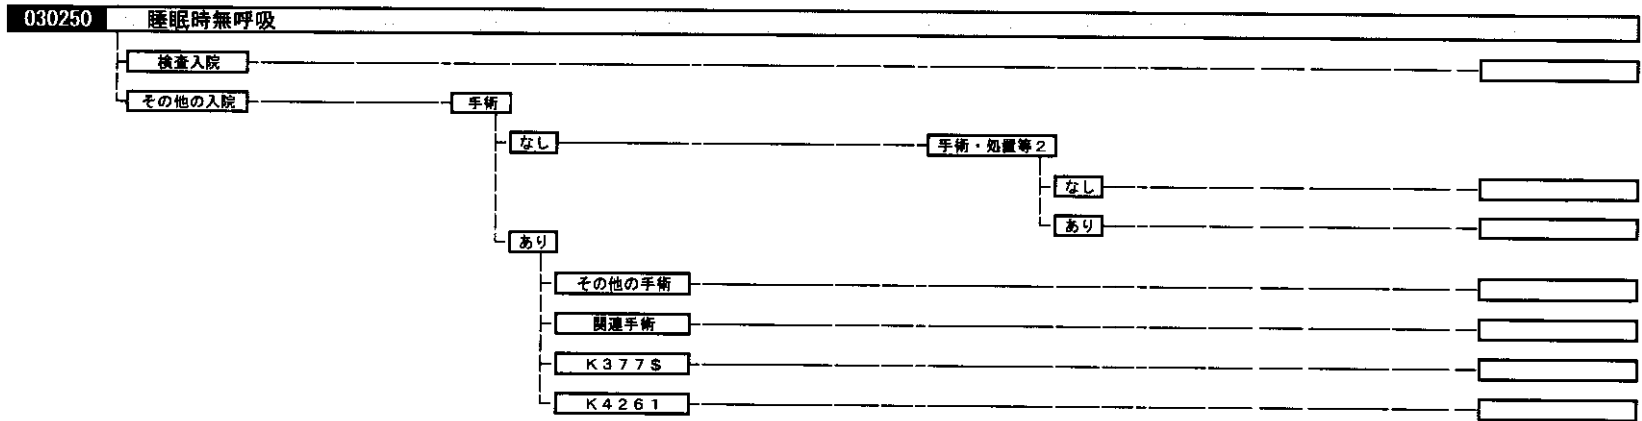 030250 睡眠時無呼吸
検査入院
その他の入院
手術
なし
手術・処置等2
なし
あり
あり
その他の手術
関連手術
K377$
K4261